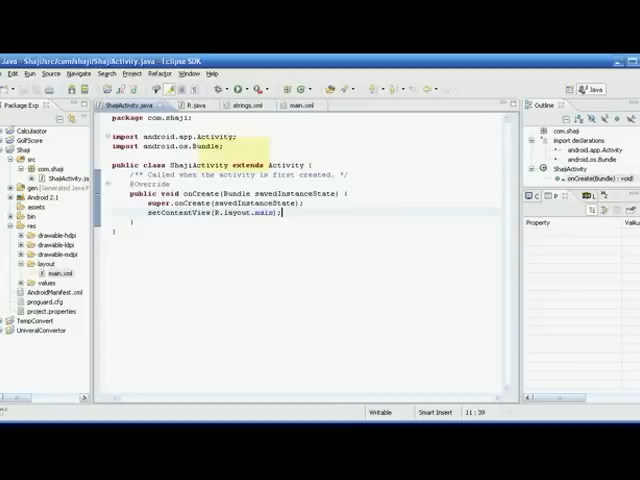 Java - Shaji/src/com/shaji/ShajiActivity.java - Eclipse SDK
Edit Run Source Navigate Search Project Refactor Window Help
Java
Package Exp
ShajiActivity.java
R.java
strings.xml
main.xml
Outline
Calculaator
GolfScore
Shaji
src
com.shaji
ShajiActivity.ja
gen [Generated Java F
Android 2.1
assets
bin
res
drawable-hdpi
drawable-ldpi
drawable-mdpi
layout
main.xml
values
AndroidManifest.xml
proguard.cfg
project.properties
TempConvert
UniveralConvertor
package com.shaji;
import android.app.Activity;
import android.os.Bundle;
public class ShajiActivity extends Activity {
/** Called when the activity is first created. */
@Override
public void onCreate(Bundle savedInstanceState) {
super.onCreate(savedInstanceState);
setContentView(R.layout.main);
}
}
com.shaji
import declarations
android.app.Activity
android.os.Bundle
ShajiActivity
onCreate(Bundle) : void
C
P
Property
Value
Writable
Smart Insert
11 : 39